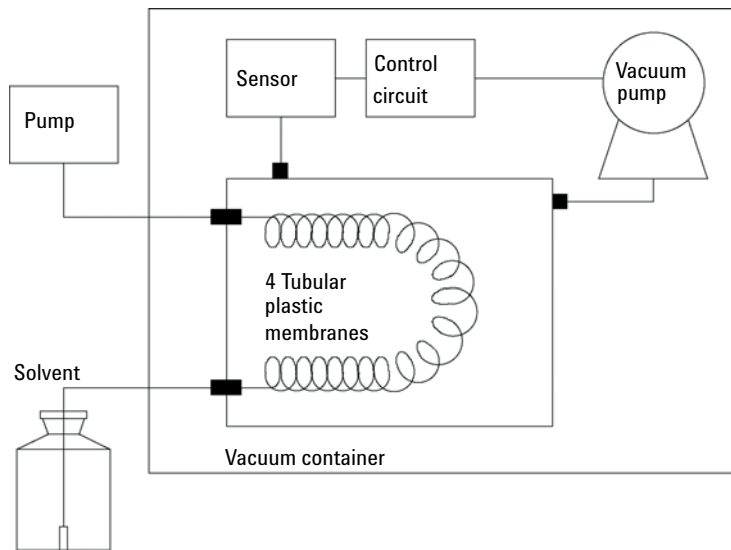 Pump
Sensor
Control
circuit
Vacuum
pump
4 Tubular
plastic
membranes
Solvent
Vacuum container